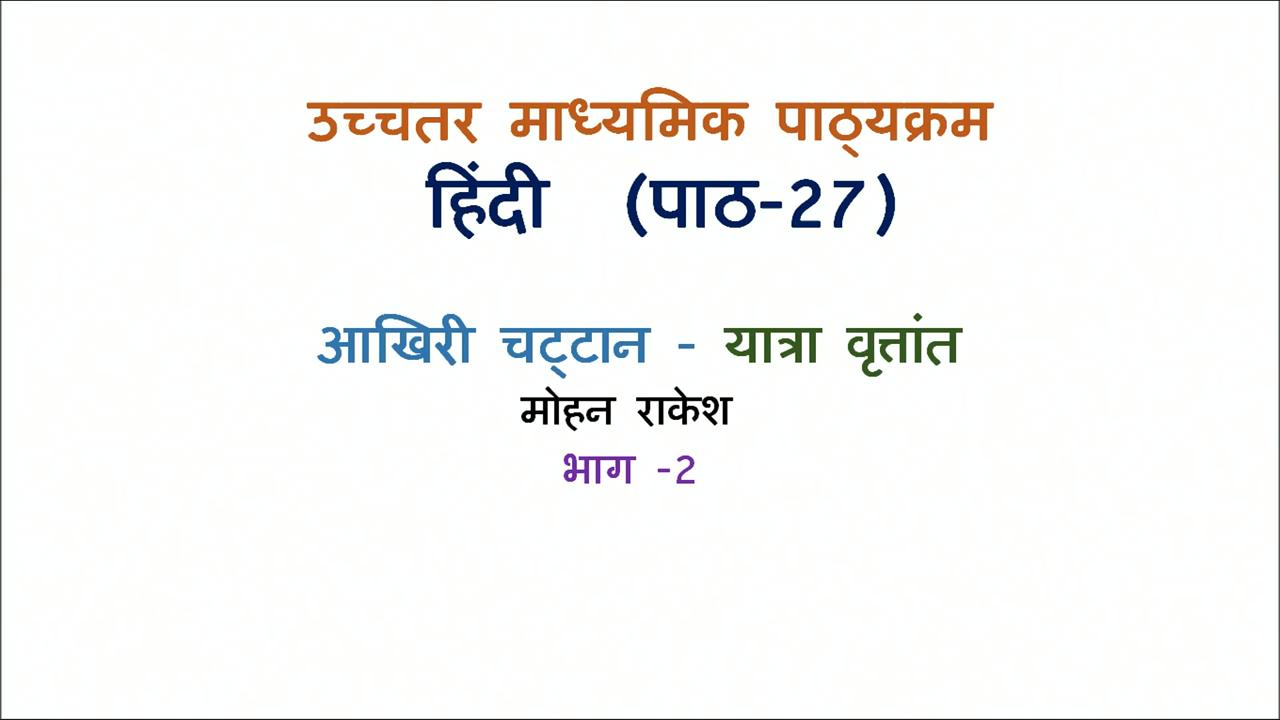 उच्चतर माध्यमिक पाठ्यक्रम
हिंदी (पाठ-27)
आखिरी चट्टान - यात्रा वृत्तांत
मोहन राकेश
भाग -2